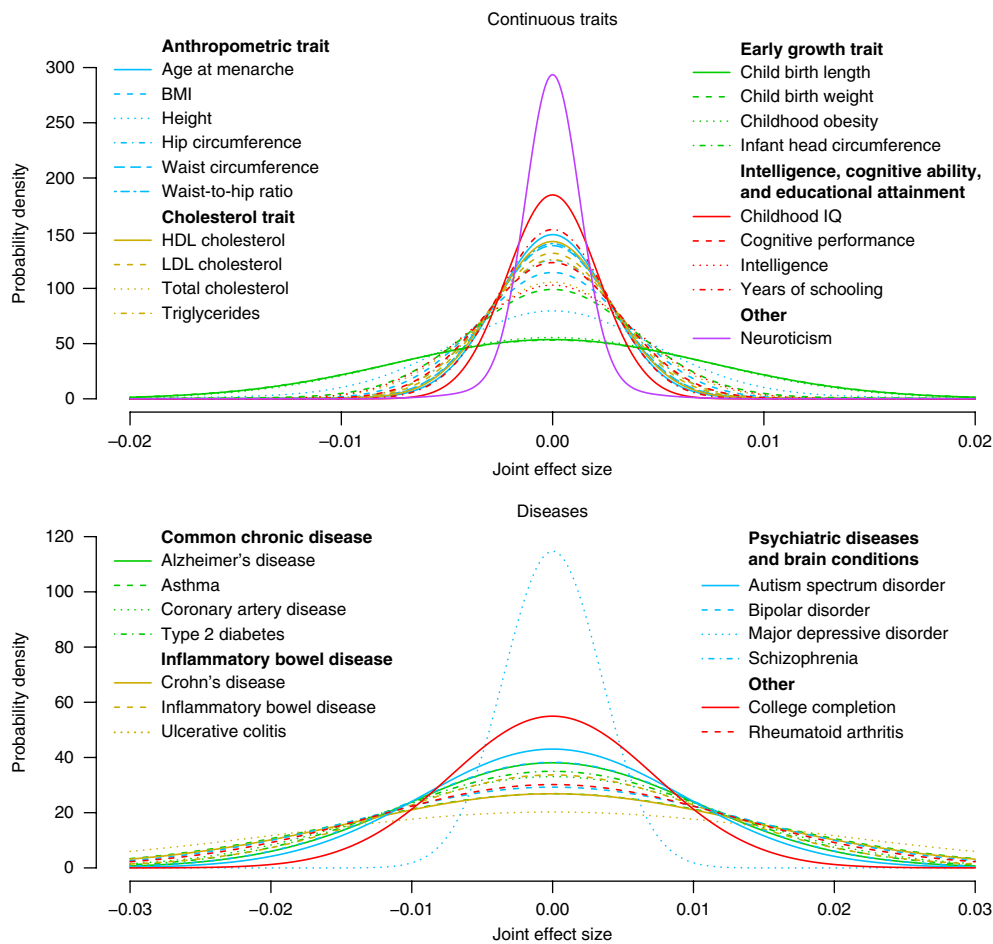 Continuous traits
Anthropometric trait
Age at menarche
BMI
Height
Hip circumference
Waist circumference
Waist-to-hip ratio
Cholesterol trait
HDL cholesterol
LDL cholesterol
Total cholesterol
Triglycerides
Early growth trait
Child birth length
Child birth weight
Childhood obesity
Infant head circumference
Intelligence, cognitive ability,
and educational attainment
Childhood IQ
Cognitive performance
Intelligence
Years of schooling
Other
Neuroticism
Probability density
300
250
200
150
100
50
0
−0.02
−0.01
0.00
0.01
0.02
Joint effect size
Diseases
Common chronic disease
Alzheimer's disease
Asthma
Coronary artery disease
Type 2 diabetes
Inflammatory bowel disease
Crohn's disease
Inflammatory bowel disease
Ulcerative colitis
Psychiatric diseases
and brain conditions
Autism spectrum disorder
Bipolar disorder
Major depressive disorder
Schizophrenia
Other
College completion
Rheumatoid arthritis
Probability density
120
100
80
60
40
20
0
−0.03
−0.02
−0.01
0.00
0.01
0.02
0.03
Joint effect size